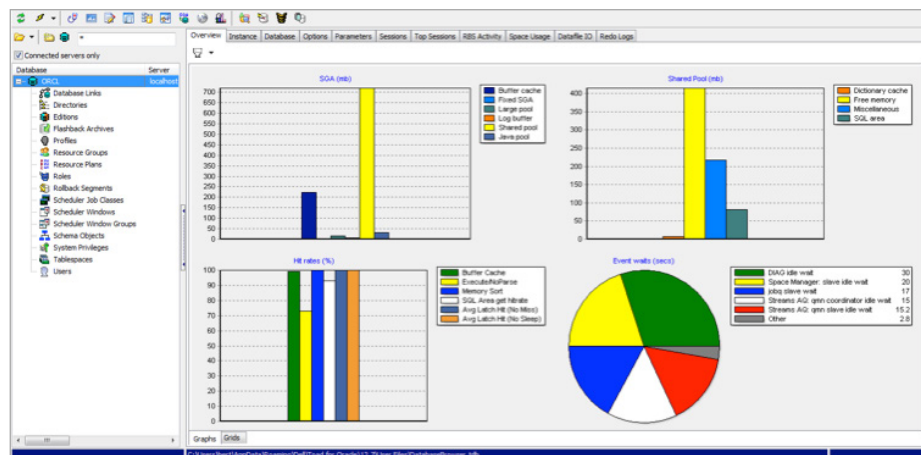 Overview Instance Database Options Parameters Sessions Top Sessions RBS Activity Space Usage Datafile IO Redo Logs
Connected servers only
Database Server
ORCL localhost
Database Links
Directories
Editions
Flashback Archives
Profiles
Resource Groups
Resource Plans
Roles
Rollback Segments
Scheduler Job Classes
Scheduler Windows
Scheduler Window Groups
Schema Objects
System Privileges
Tablespaces
Users
SGA (mb)
700
650
600
550
500
450
400
350
300
250
200
150
100
50
0
Buffer cache
Fixed SGA
Large pool
Log buffer
Shared pool
Java pool
Shared Pool (mb)
400
350
300
250
200
150
100
50
0
Dictionary cache
Free memory
Miscellaneous
SQL area
Hit rates (%)
100
90
80
70
60
50
40
30
20
10
0
Buffer Cache
Execute/NoParse
Memory Sort
SQL Area get hitrate
Avg Latch Hit (No Miss)
Avg Latch Hit (No Sleep)
Event waits (secs)
DIAG idle wait 30
Space Manager: slave idle wait 20
jobq slave wait 17
Streams AQ: qmn coordinator idle wait 15
Streams AQ: qmn slave idle wait 15.2
Other 2.8
Graphs Grids